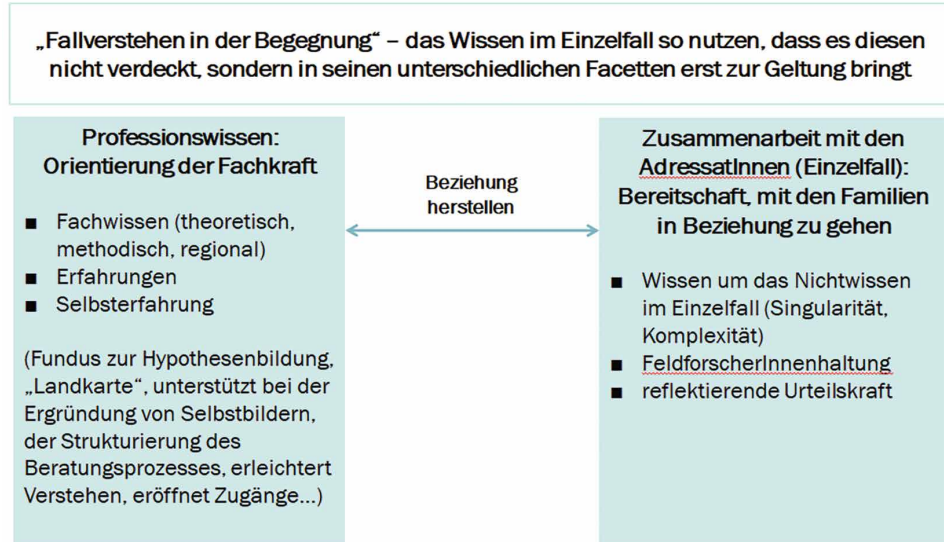 „Fallverstehen in der Begegnung“ – das Wissen im Einzelfall so nutzen, dass es diesen
nicht verdeckt, sondern in seinen unterschiedlichen Facetten erst zur Geltung bringt
Professionswissen:
Orientierung der Fachkraft
■ Fachwissen (theoretisch,
methodisch, regional)
■ Erfahrungen
■ Selbsterfahrung
(Fundus zur Hypothesenbildung,
„Landkarte“, unterstützt bei der
Ergründung von Selbstbildern,
der Strukturierung des
Beratungsprozesses, erleichtert
Verstehen, eröffnet Zugänge...)
Beziehung
herstellen
Zusammenarbeit mit den
AdressatInnen (Einzelfall):
Bereitschaft, mit den Familien
in Beziehung zu gehen
■ Wissen um das Nichtwissen
im Einzelfall (Singularität,
Komplexität)
■ FeldforscherInnenhaltung
■ reflektierende Urteilskraft